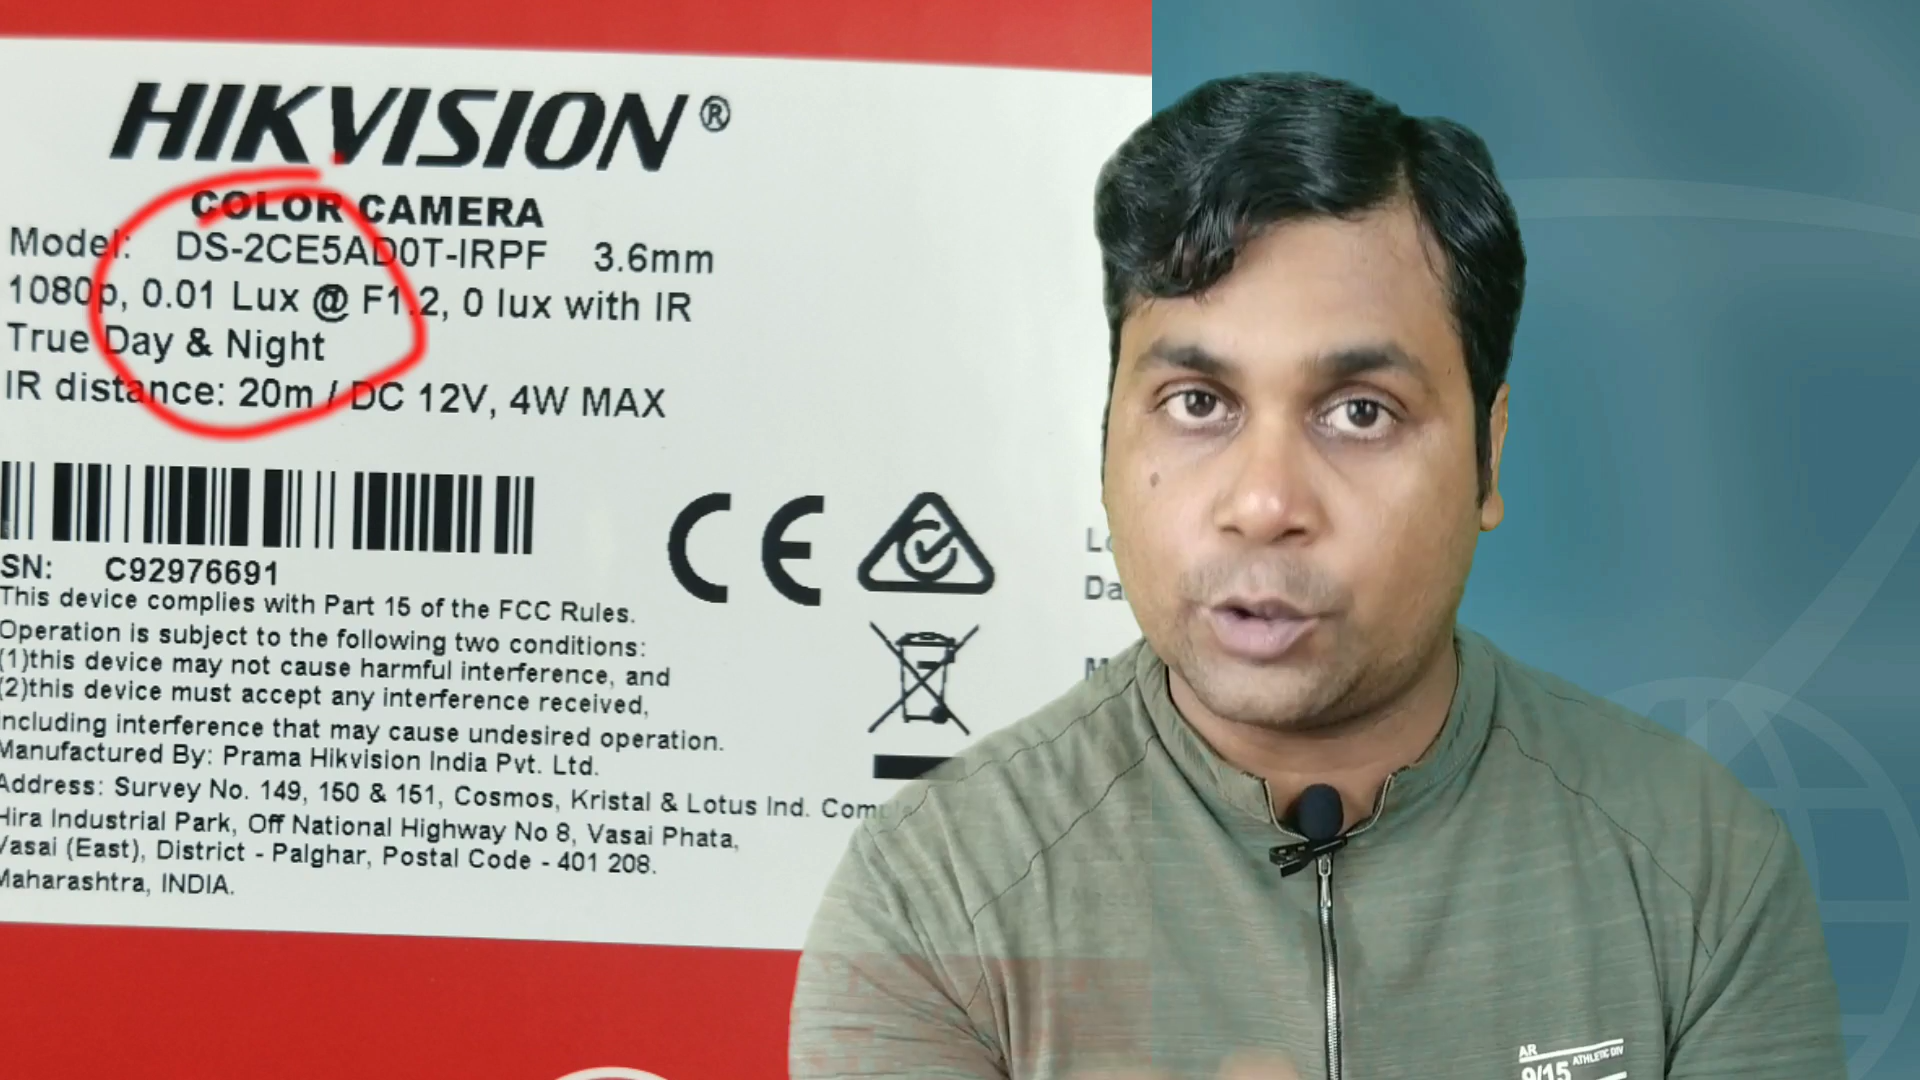 HIKVISION®
COLOR CAMERA
Model: DS-2CE5AD0T-IRPF 3.6mm
1080p, 0.01 Lux @ F1.2, 0 lux with IR
True Day & Night
IR distance: 20m / DC 12V, 4W MAX
SN: C92976691
This device complies with Part 15 of the FCC Rules.
Operation is subject to the following two conditions:
(1)this device may not cause harmful interference, and
(2)this device must accept any interference received,
including interference that may cause undesired operation.
Manufactured By: Prama Hikvision India Pvt. Ltd.
Address: Survey No. 149, 150 & 151, Cosmos, Kristal & Lotus Ind.
Hira Industrial Park, Off National Highway No 8, Vasai Phata,
Vasai (East), District - Palghar, Postal Code - 401 208.
Maharashtra, INDIA.
CE
AR
ATHLETIC DIV
9/15